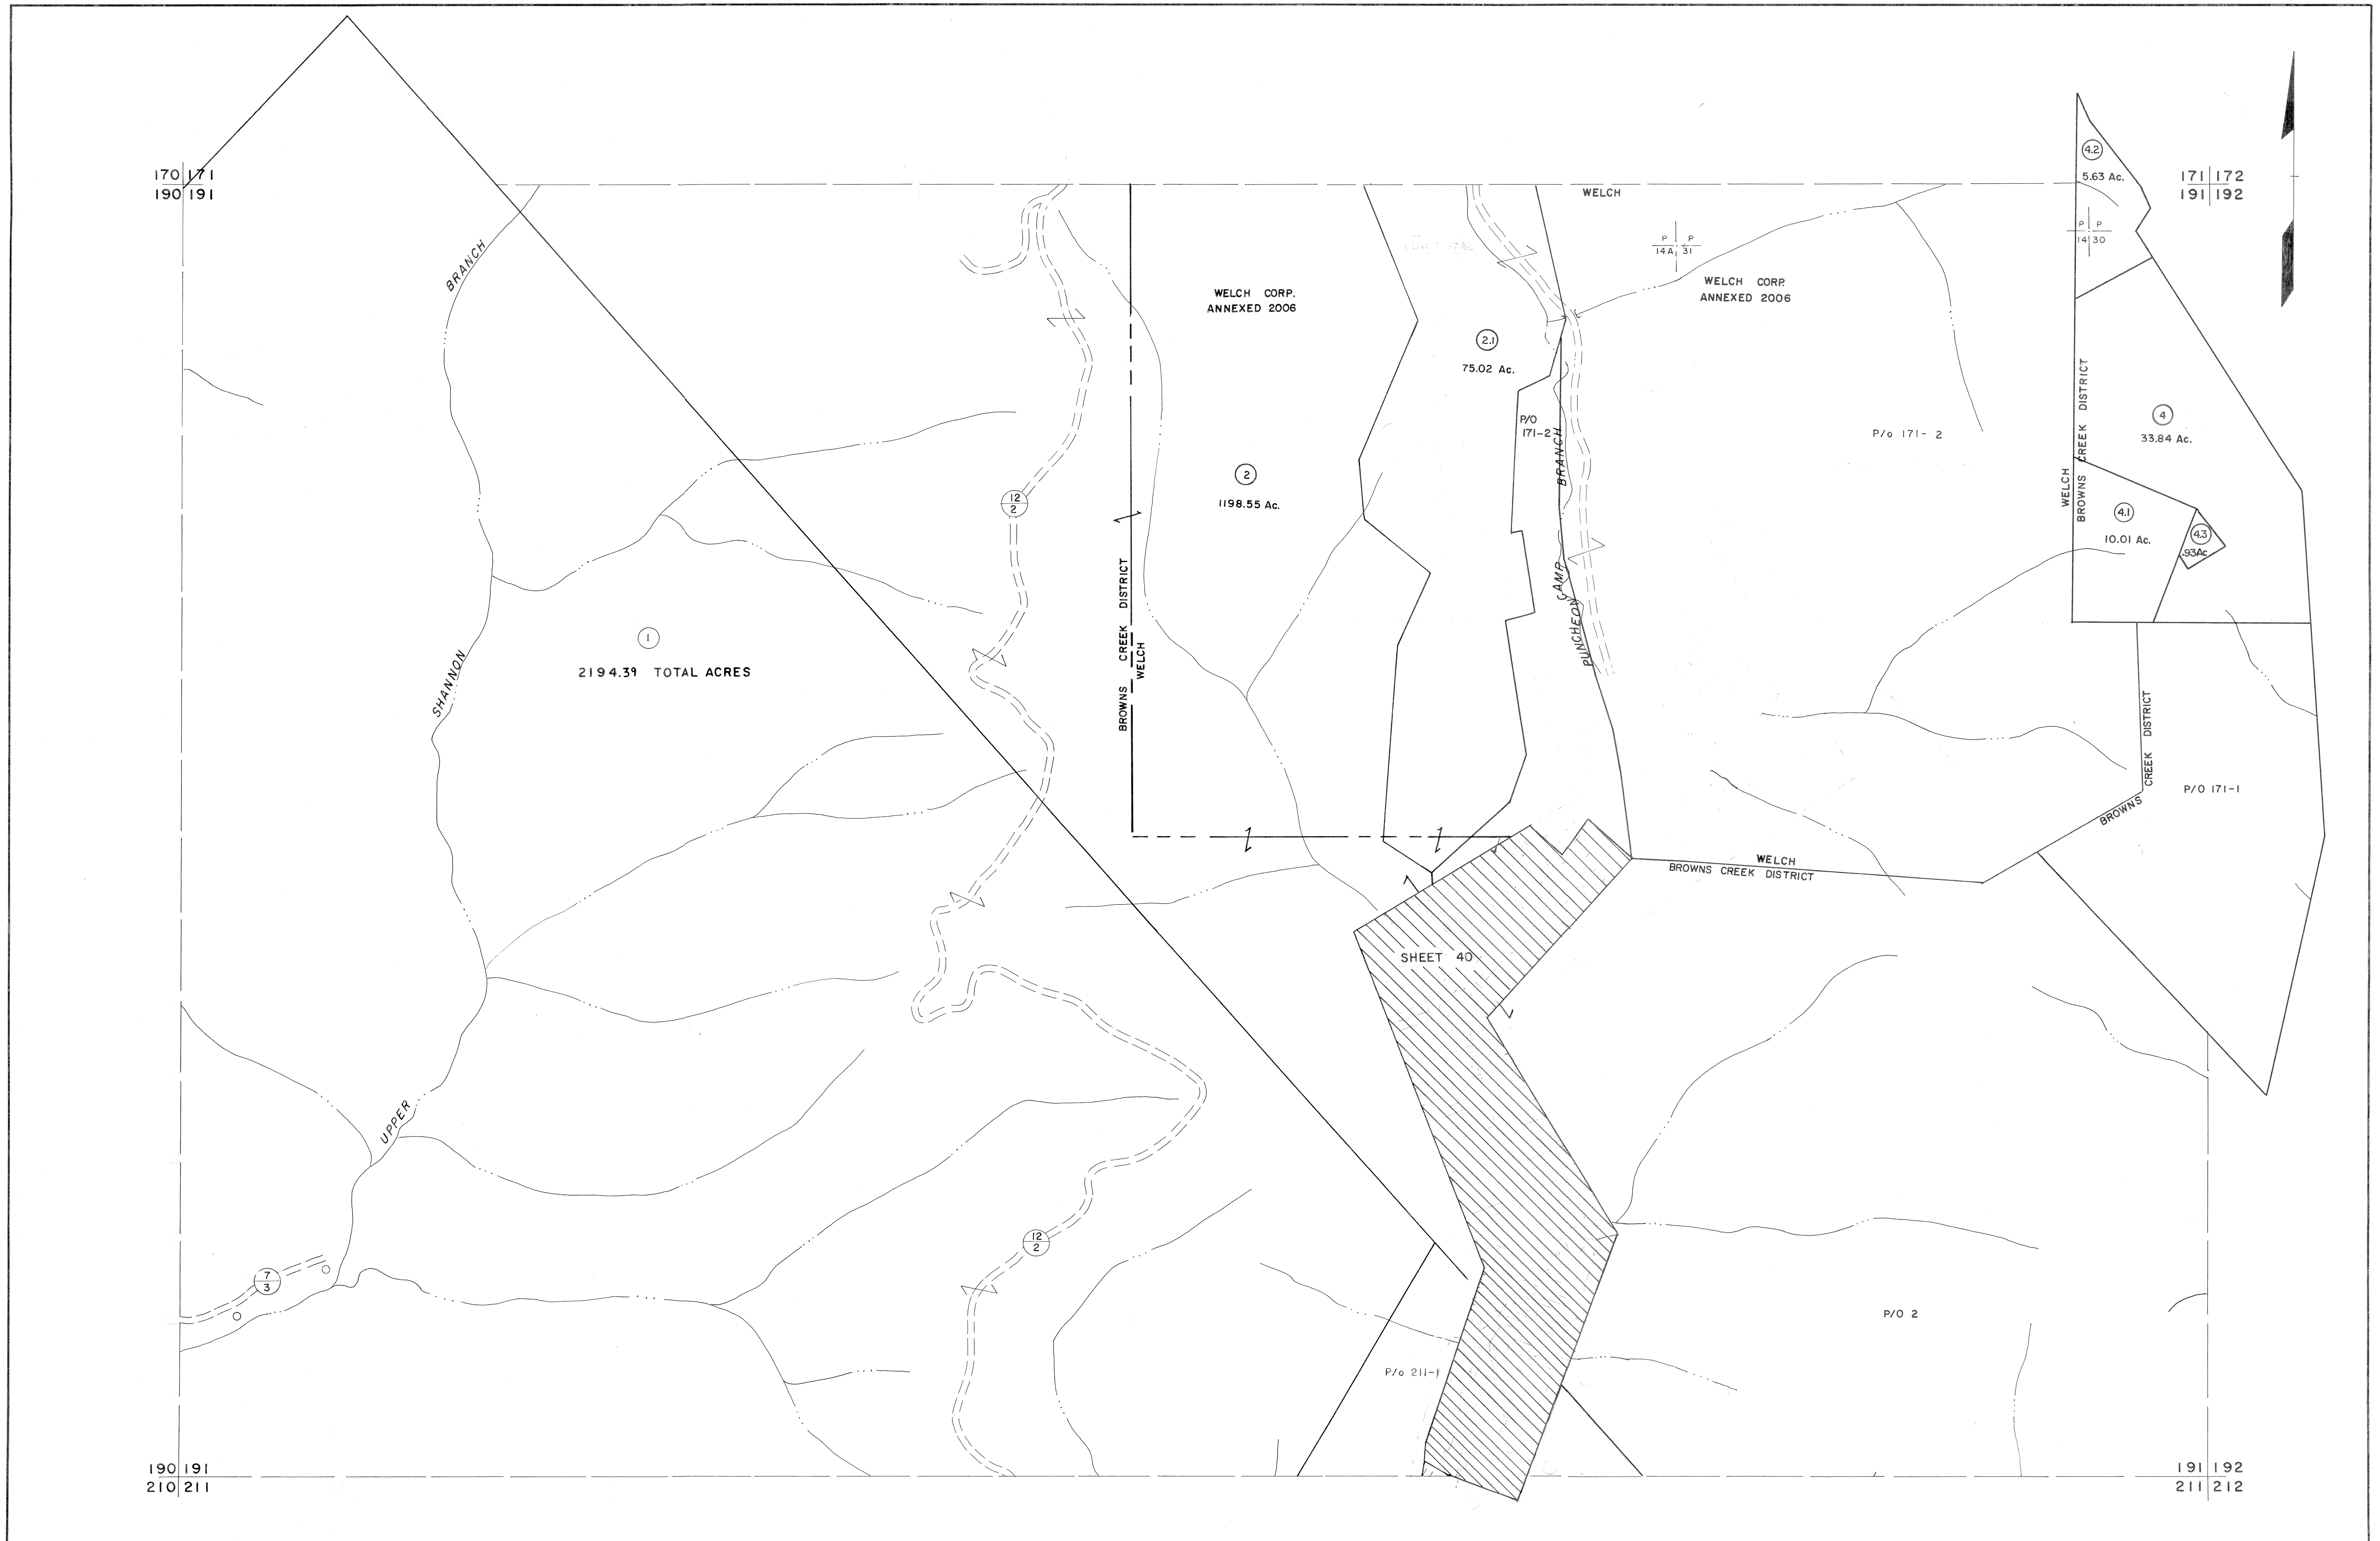 170 171
190 191
171 172
191 192
4.2
5.63 Ac.
P P
14 30
WELCH
P P
14A 31
BRANCH
WELCH CORP.
ANNEXED 2006
WELCH CORP.
ANNEXED 2006
2.1
75.02 Ac.
P/O
171-2
P/o 171-2
BROWNS CREEK DISTRICT
WELCH
4
33.84 Ac.
2
1198.55 Ac.
12
2
4.1
10.01 Ac.
4.3
.93Ac
PUNCHEON CAMP BRANCH
BROWNS CREEK DISTRICT
WELCH
1
2194.39 TOTAL ACRES
SHANNON
BROWNS CREEK DISTRICT
P/O 171-1
WELCH
BROWNS CREEK DISTRICT
SHEET 40
UPPER
12
2
7
3
P/O 2
P/o 211-1
190 191
210 211
191 192
211 212